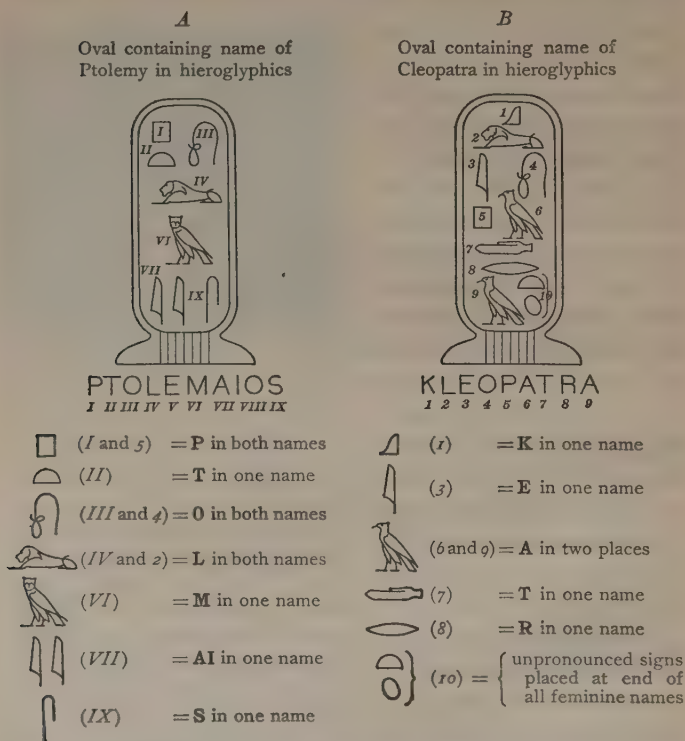 A
Oval containing name of
Ptolemy in hieroglyphics
I
III
II
IV
VI
VII
IX
PTOLEMAIOS
I II III IV V VI VII VIII IX
(I and 5) = P in both names
(II) = T in one name
(III and 4) = O in both names
(IV and 2) = L in both names
(VI) = M in one name
(VII) = AI in one name
(IX) = S in one name
B
Oval containing name of
Cleopatra in hieroglyphics
1
2
3
4
5
6
7
8
9
10
KLEOPATRA
1 2 3 4 5 6 7 8 9
(1) = K in one name
(3) = E in one name
(6 and 9) = A in two places
(7) = T in one name
(8) = R in one name
(10) = { unpronounced signs
placed at end of
all feminine names